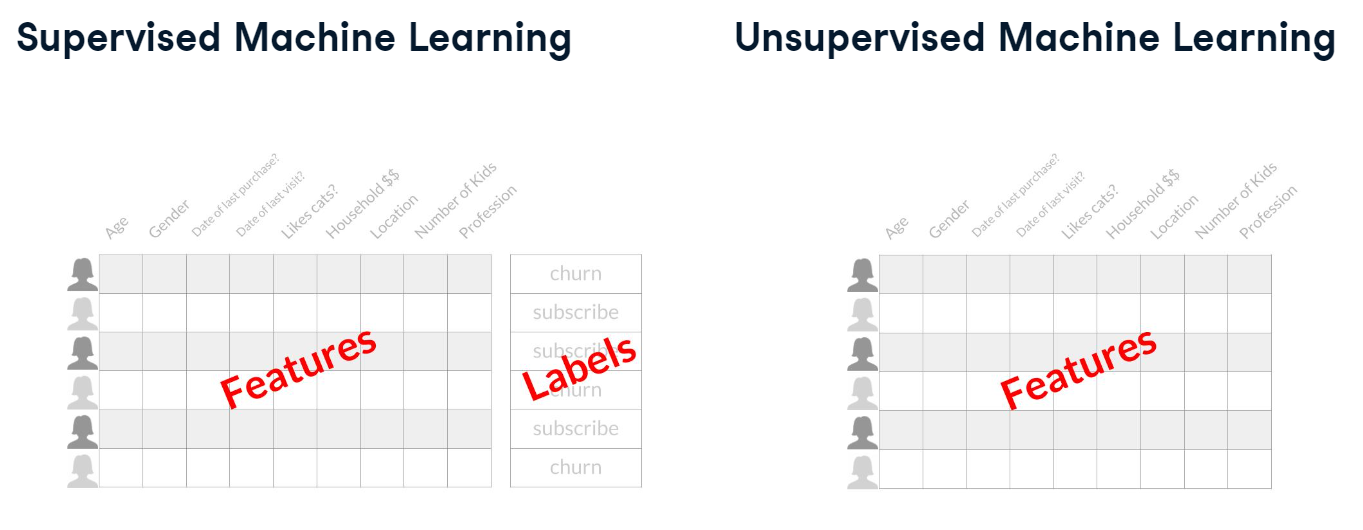 Supervised Machine Learning
Age
Gender
Date of last purchase?
Date of last visit?
Likes cats?
Household $$
Location
Number of Kids
Profession
churn
subscribe
subscribe
churn
subscribe
churn
Features
Labels
Unsupervised Machine Learning
Age
Gender
Date of last purchase?
Date of last visit?
Likes cats?
Household $$
Location
Number of Kids
Profession
Features